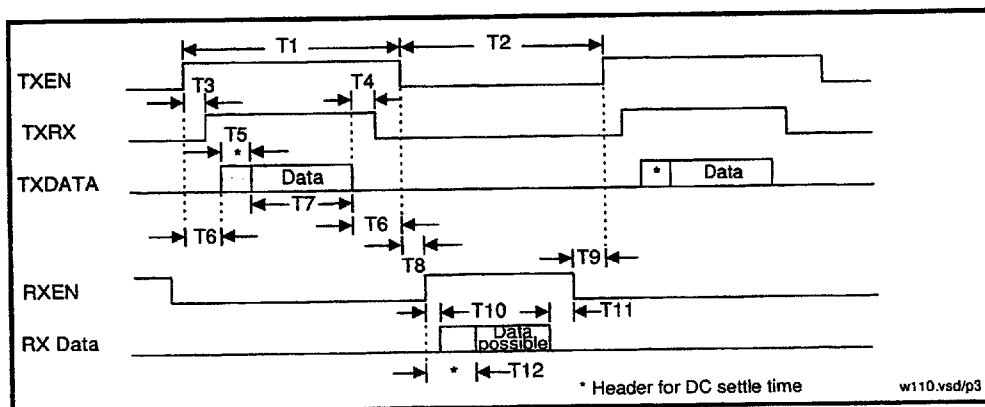 T1 T2
TXEN
T3 T4
TXRX
T5
* *
TXDATA Data Data
T7
T6 T6
T8 T9
RXEN
T10 T11
RX Data Data possible
* T12
* Header for DC settle time w110.vsd/p3